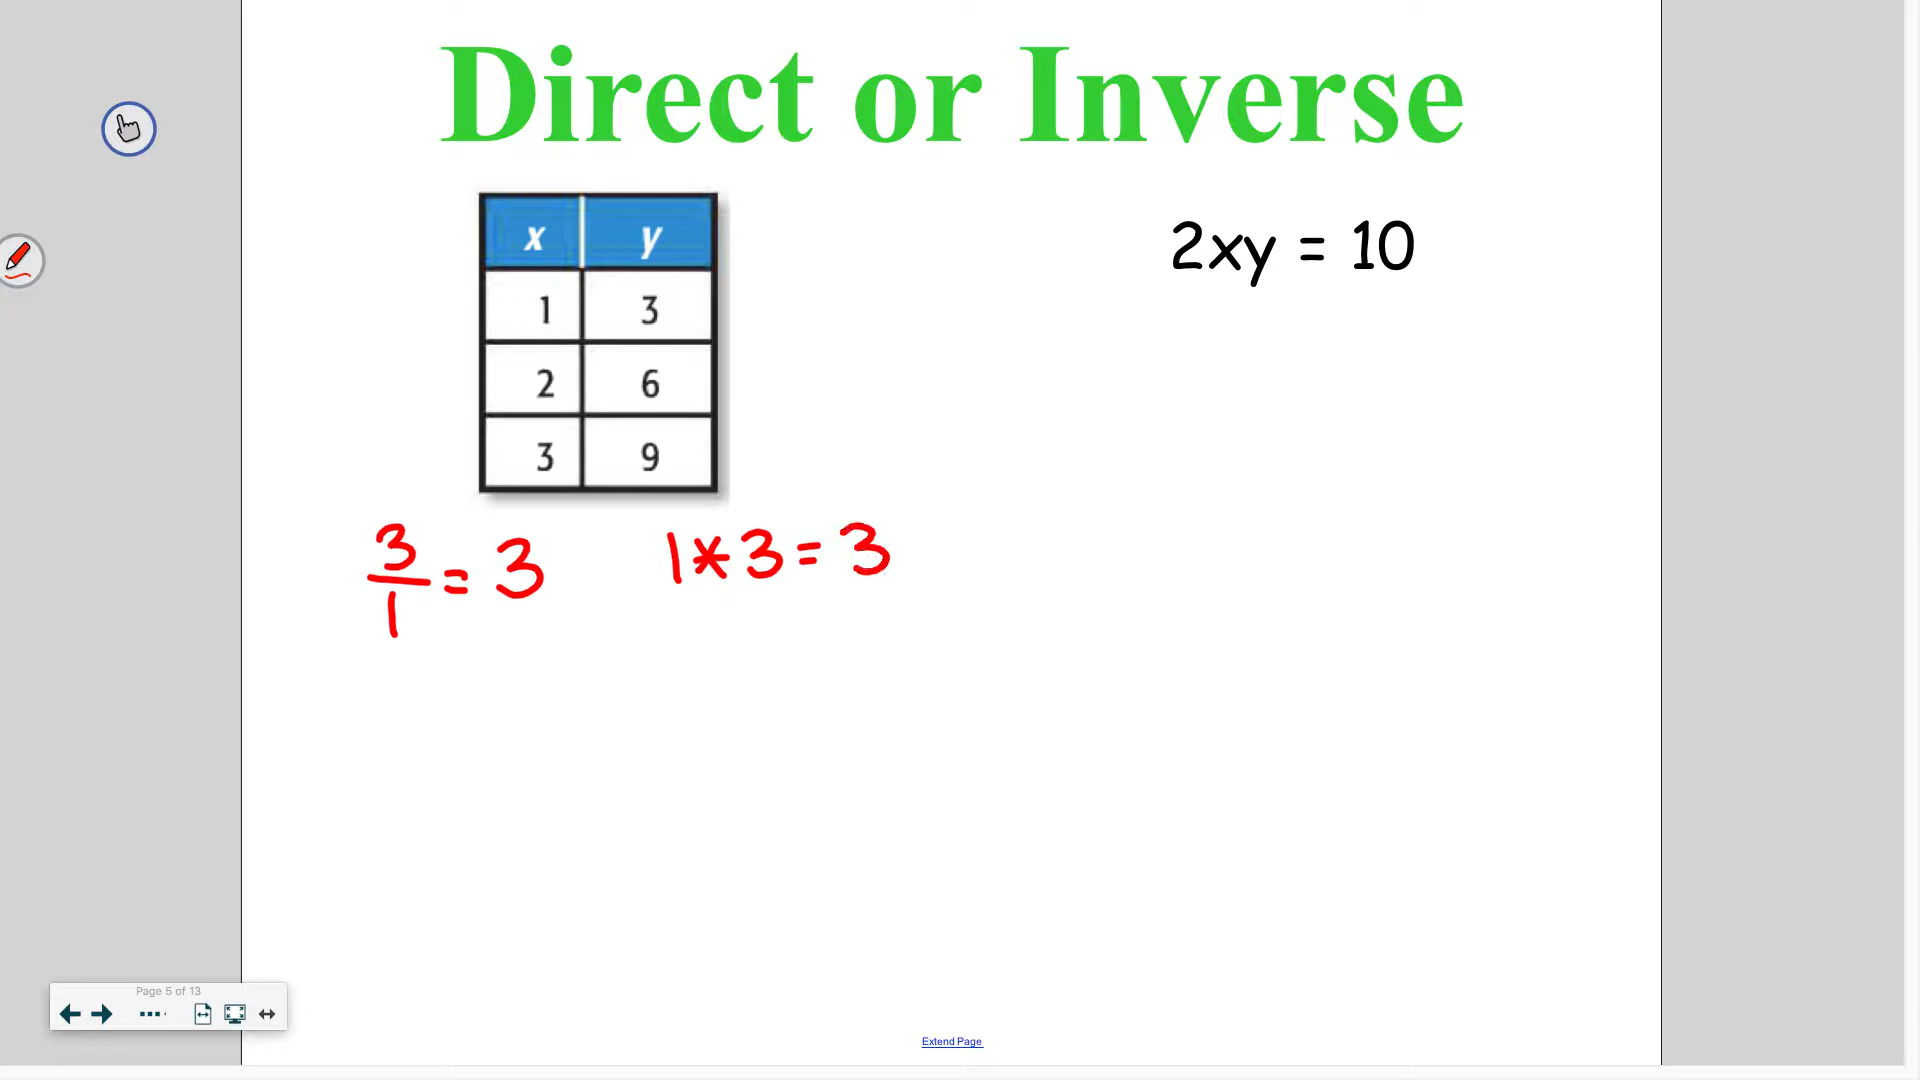 Direct or Inverse
x y
1 3
2 6
3 9
2xy = 10
3/1 = 3
1 * 3 = 3
Page 5 of 13
Extend Page